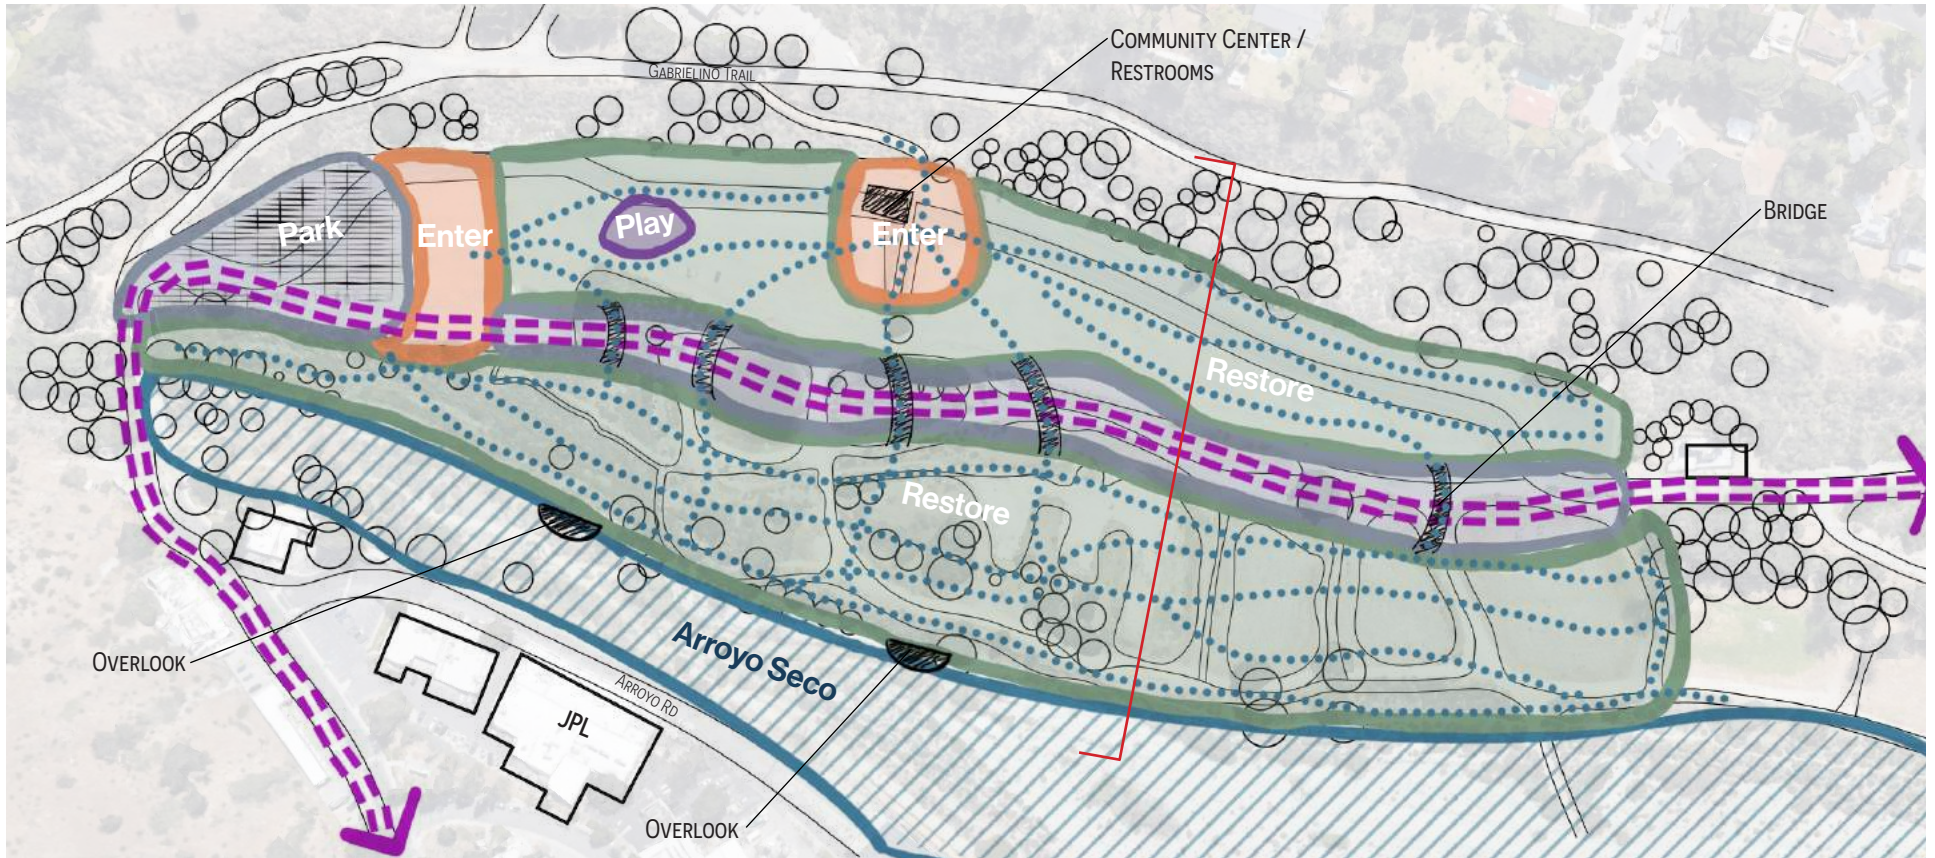 COMMUNITY CENTER /
RESTROOMS
GABRIELINO TRAIL
BRIDGE
Park
Enter
Play
Enter
Restore
Restore
OVERLOOK
Arroyo Seco
ARROYO RD
JPL
OVERLOOK